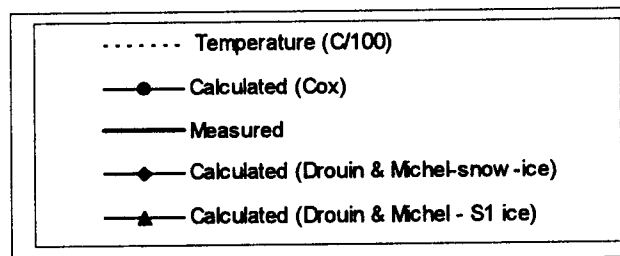 Temperature (C/100)
Calculated (Cox)
Measured
Calculated (Drouin & Michel-snow -ice)
Calculated (Drouin & Michel - S1 ice)